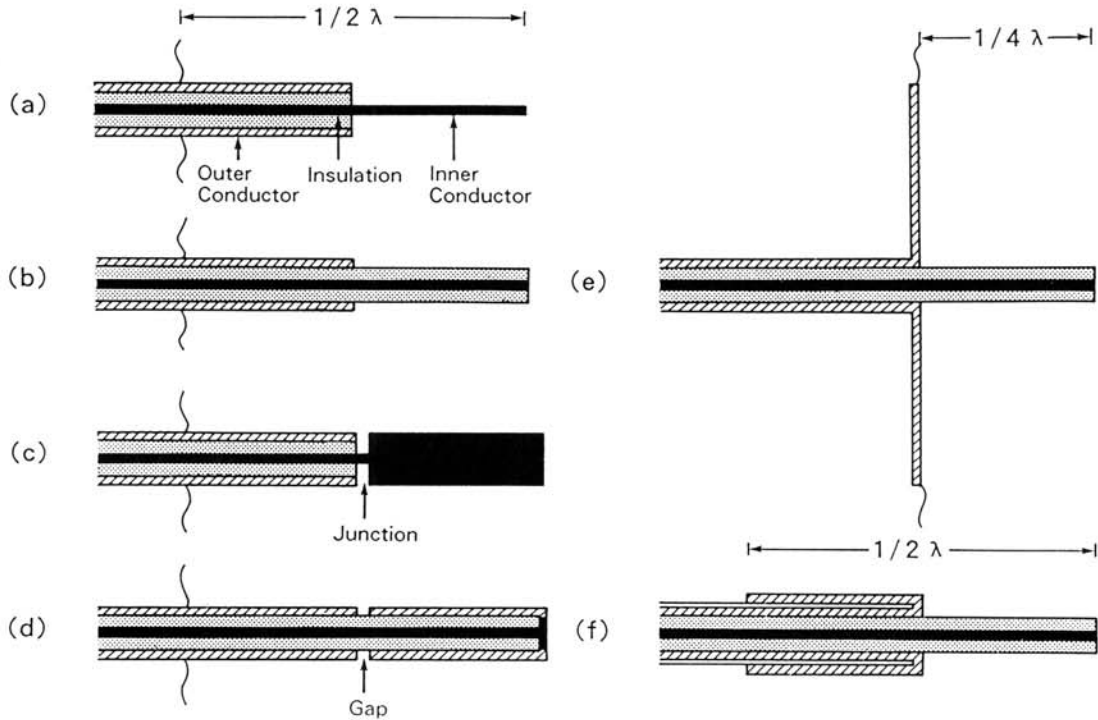 1/2 λ
(a)
Outer
Conductor
Insulation
Inner
Conductor
(b)
(c)
Junction
(d)
Gap
1/4 λ
(e)
1/2 λ
(f)